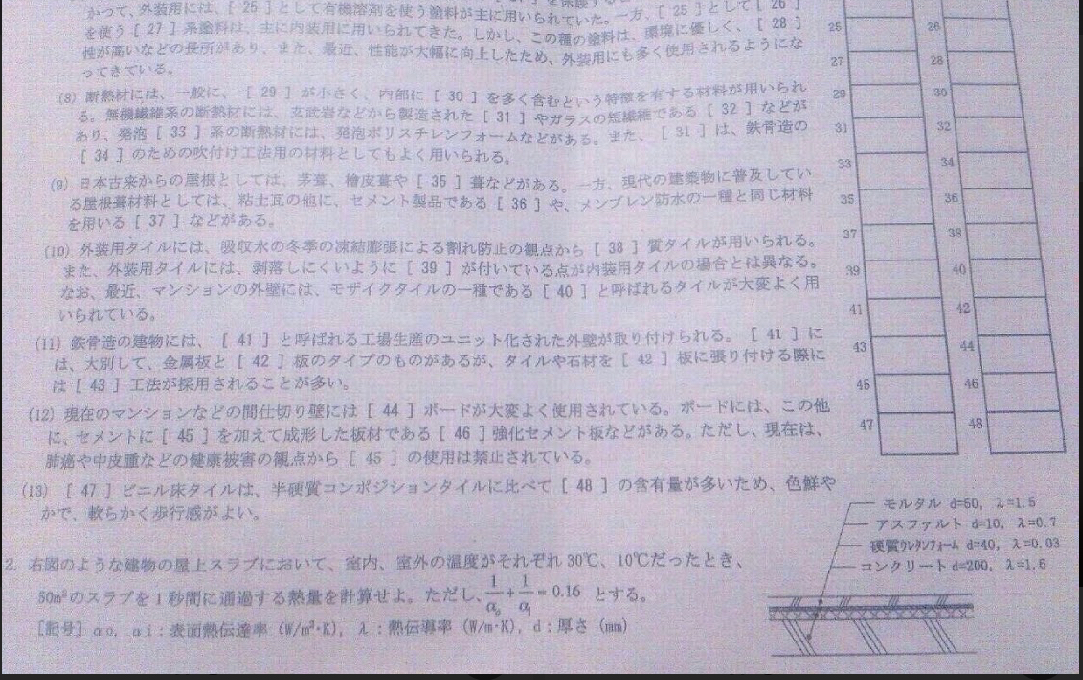 かつて、外装用には、[ 25 ] として有機溶剤を使う塗料が主に用いられていた。一方、[ 25 ] として [ 26 ]
を使う [ 27 ] 系塗料は、主に内装用に用いられてきた。しかし、この種の塗料は、環境に優しく、[ 28 ]
性が高いなどの長所があり、また、最近、性能が大幅に向上したため、外装用にも多く使用されるようにな
ってきている。
(8) 断熱材には、一般に、[ 29 ] が小さく、内部に [ 30 ] を多く含むという特徴を有する材料が用いられ
る。無機繊維系の断熱材には、玄武岩などから製造された [ 31 ] やガラスの短繊維である [ 32 ] などが
あり、発泡 [ 33 ] 系の断熱材には、発泡ポリスチレンフォームなどがある。また、[ 31 ] は、鉄骨造の
[ 34 ] のための吹付け工法用の材料としてもよく用いられる。
(9) 日本古来からの屋根としては、茅葺、檜皮葺や [ 35 ] 葺などがある。一方、現代の建築物に普及してい
る屋根葺材料としては、粘土瓦の他に、セメント製品である [ 36 ] や、メンブレン防水の一種と同じ材料
を用いる [ 37 ] などがある。
(10) 外装用タイルには、吸収水の冬季の凍結膨張による割れ防止の観点から [ 38 ] 質タイルが用いられる。
また、外装用タイルには、剥落しにくいように [ 39 ] が付いている点が内装用タイルの場合とは異なる。
なお、最近、マンションの外壁には、モザイクタイルの一種である [ 40 ] と呼ばれるタイルが大変よく用
いられている。
(11) 鉄骨造の建物には、[ 41 ] と呼ばれる工場生産のユニット化された外壁が取り付けられる。[ 41 ] に
は、大別して、金属板と [ 42 ] 板のタイプのものがあるが、タイルや石材を [ 42 ] 板に張り付ける際に
は [ 43 ] 工法が採用されることが多い。
(12) 現在のマンションなどの間仕切り壁には [ 44 ] ボードが大変よく使用されている。ボードには、この他
に、セメントに [ 45 ] を加えて成形した板材である [ 46 ] 強化セメント板などがある。ただし、現在は、
肺癌や中皮腫などの健康被害の観点から [ 45 ] の使用は禁止されている。
(13) [ 47 ] ビニル床タイルは、半硬質コンポジションタイルに比べて [ 48 ] の含有量が多いため、色鮮や
かで、軟らかく歩行感がよい。
2. 右図のような建物の屋上スラブにおいて、室内、室外の温度がそれぞれ 30℃、10℃だったとき、
50m²のスラブを1秒間に通過する熱量を計算せよ。ただし、1/αo + 1/αi = 0.16 とする。
[記号] αo, αi:表面熱伝達率 (W/m²・K), λ:熱伝導率 (W/m・K), d:厚さ (mm)
25 26
27 28
29 30
31 32
33 34
35 36
37 38
39 40
41 42
43 44
45 46
47 48
モルタル d=50, λ=1.5
アスファルト d=10, λ=0.7
硬質ウレタンフォーム d=40, λ=0.03
コンクリート d=200, λ=1.6